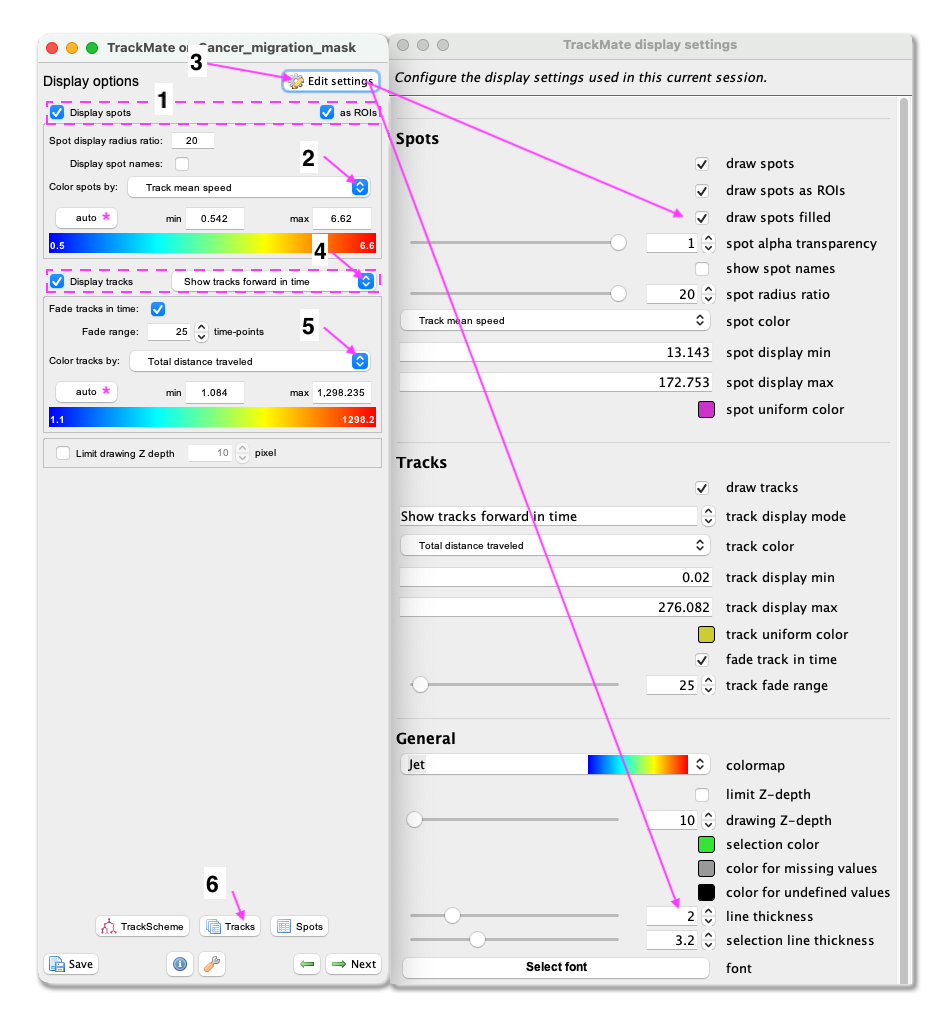 TrackMate on Cancer_migration_mask
3
Display options
Edit settings
1
Display spots
as ROIs
Spot display radius ratio:
20
Display spot names:
2
Color spots by:
Track mean speed
auto *
min
0.542
max
6.62
0.5
6.6
4
Display tracks
Show tracks forward in time
Fade tracks in time:
Fade range:
25
time-points
5
Color tracks by:
Total distance traveled
auto *
min
1.084
max
1,298.235
1.1
1298.2
Limit drawing Z depth
10
pixel
6
TrackScheme
Tracks
Spots
Save
Next
TrackMate display settings
Configure the display settings used in this current session.
Spots
draw spots
draw spots as ROIs
draw spots filled
1
spot alpha transparency
show spot names
20
spot radius ratio
Track mean speed
spot color
13.143
spot display min
172.753
spot display max
spot uniform color
Tracks
draw tracks
Show tracks forward in time
track display mode
Total distance traveled
track color
0.02
track display min
276.082
track display max
track uniform color
fade track in time
25
track fade range
General
Jet
colormap
limit Z-depth
10
drawing Z-depth
selection color
color for missing values
color for undefined values
2
line thickness
3.2
selection line thickness
Select font
font